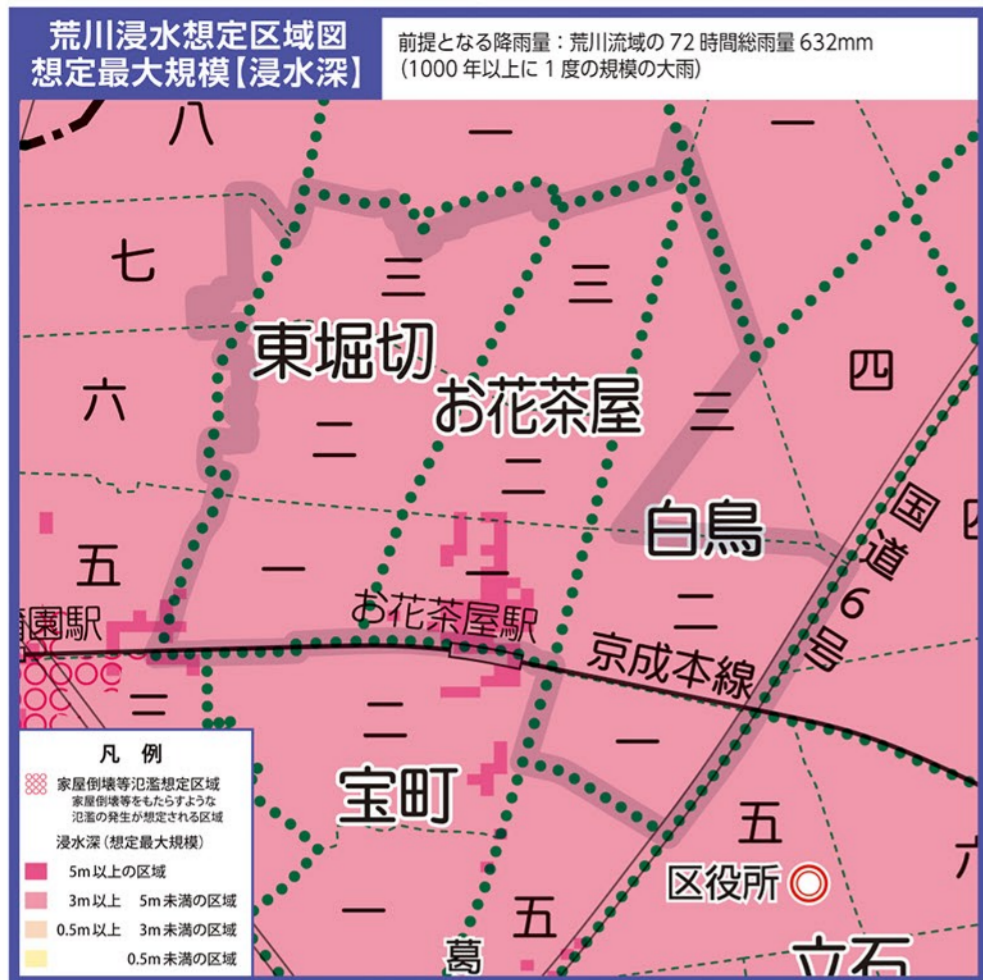 荒川浸水想定区域図
想定最大規模【浸水深】
前提となる降雨量：荒川流域の72時間総雨量632mm
（1000年以上に1度の規模の大雨）
八
一
一
七
三
三
東堀切
四
六
お花茶屋
三
二
二
白鳥
国道6号
四
五
一
一
園駅
お花茶屋駅
二
京成本線
三
二
一
宝町
凡 例
家屋倒壊等氾濫想定区域
家屋倒壊等をもたらすような
氾濫の発生が想定される区域
浸水深（想定最大規模）
5m以上の区域
3m以上 5m未満の区域
0.5m以上 3m未満の区域
0.5m未満の区域
五
六
区役所
一
五
葛
立石